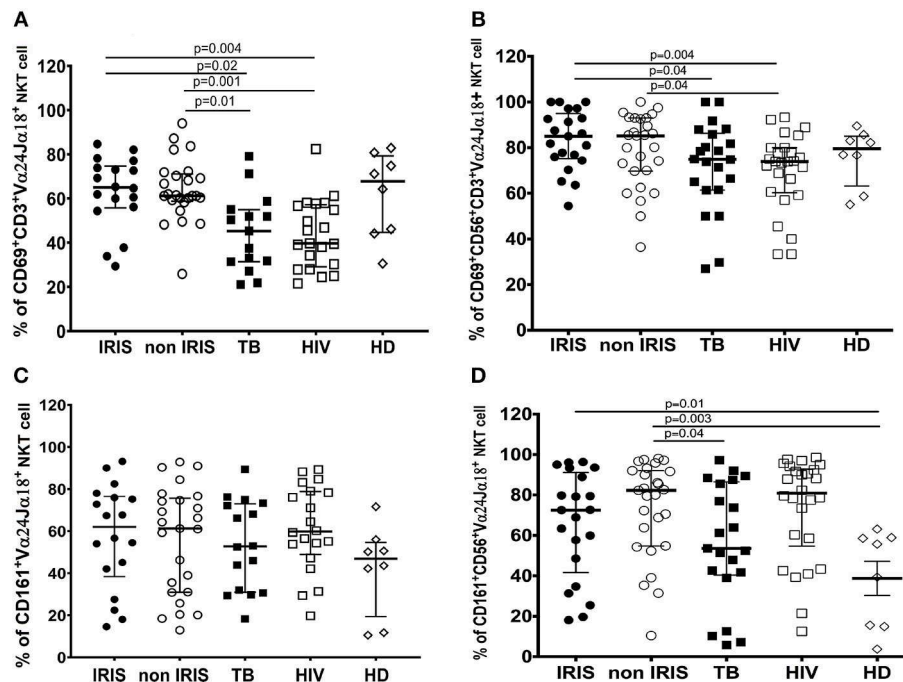 A
% of CD69+CD3+Vα24Jα18+ NKT cell
p=0.004
p=0.02
p=0.001
p=0.01
120
100
80
60
40
20
0
IRIS non IRIS TB HIV HD
B
% of CD69+CD56+CD3+Vα24Jα18+ NKT cell
p=0.004
p=0.04
p=0.04
120
100
80
60
40
20
0
IRIS non IRIS TB HIV HD
C
% of CD161+Vα24Jα18+ NKT cell
120
100
80
60
40
20
0
IRIS non IRIS TB HIV HD
D
% of CD161+CD56+Vα24Jα18+ NKT cell
p=0.01
p=0.003
p=0.04
120
100
80
60
40
20
0
IRIS non IRIS TB HIV HD